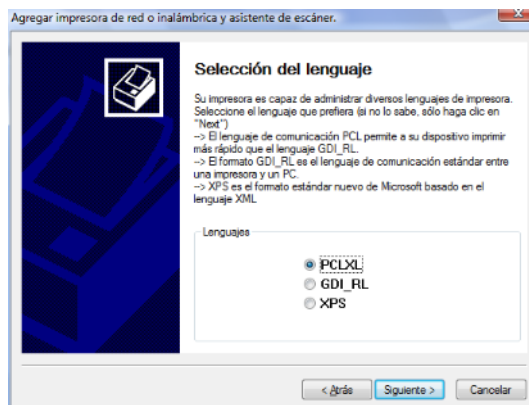 Agregar impresora de red o inalámbrica y asistente de escáner.
Selección del lenguaje
Su impresora es capaz de administrar diversos lenguajes de impresora.
Seleccione el lenguaje que prefiera (si no lo sabe, sólo haga clic en
"Next")
--> El lenguaje de comunicación PCL permite a su dispositivo imprimir
más rápido que el lenguaje GDI_RL.
--> El formato GDI_RL es el lenguaje de comunicación estándar entre
una impresora y un PC.
--> XPS es el formato estándar nuevo de Microsoft basado en el
lenguaje XML
Lenguajes
PCLXL
GDI_RL
XPS
< Atrás Siguiente > Cancelar